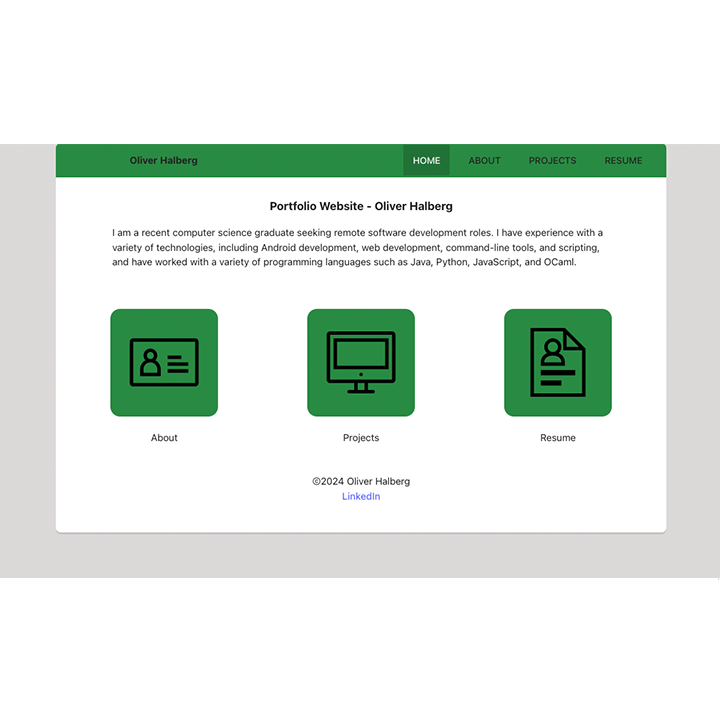 Oliver Halberg
HOME ABOUT PROJECTS RESUME
Portfolio Website - Oliver Halberg
I am a recent computer science graduate seeking remote software development roles. I have experience with a
variety of technologies, including Android development, web development, command-line tools, and scripting,
and have worked with a variety of programming languages such as Java, Python, JavaScript, and OCaml.
About
Projects
Resume
©2024 Oliver Halberg
LinkedIn